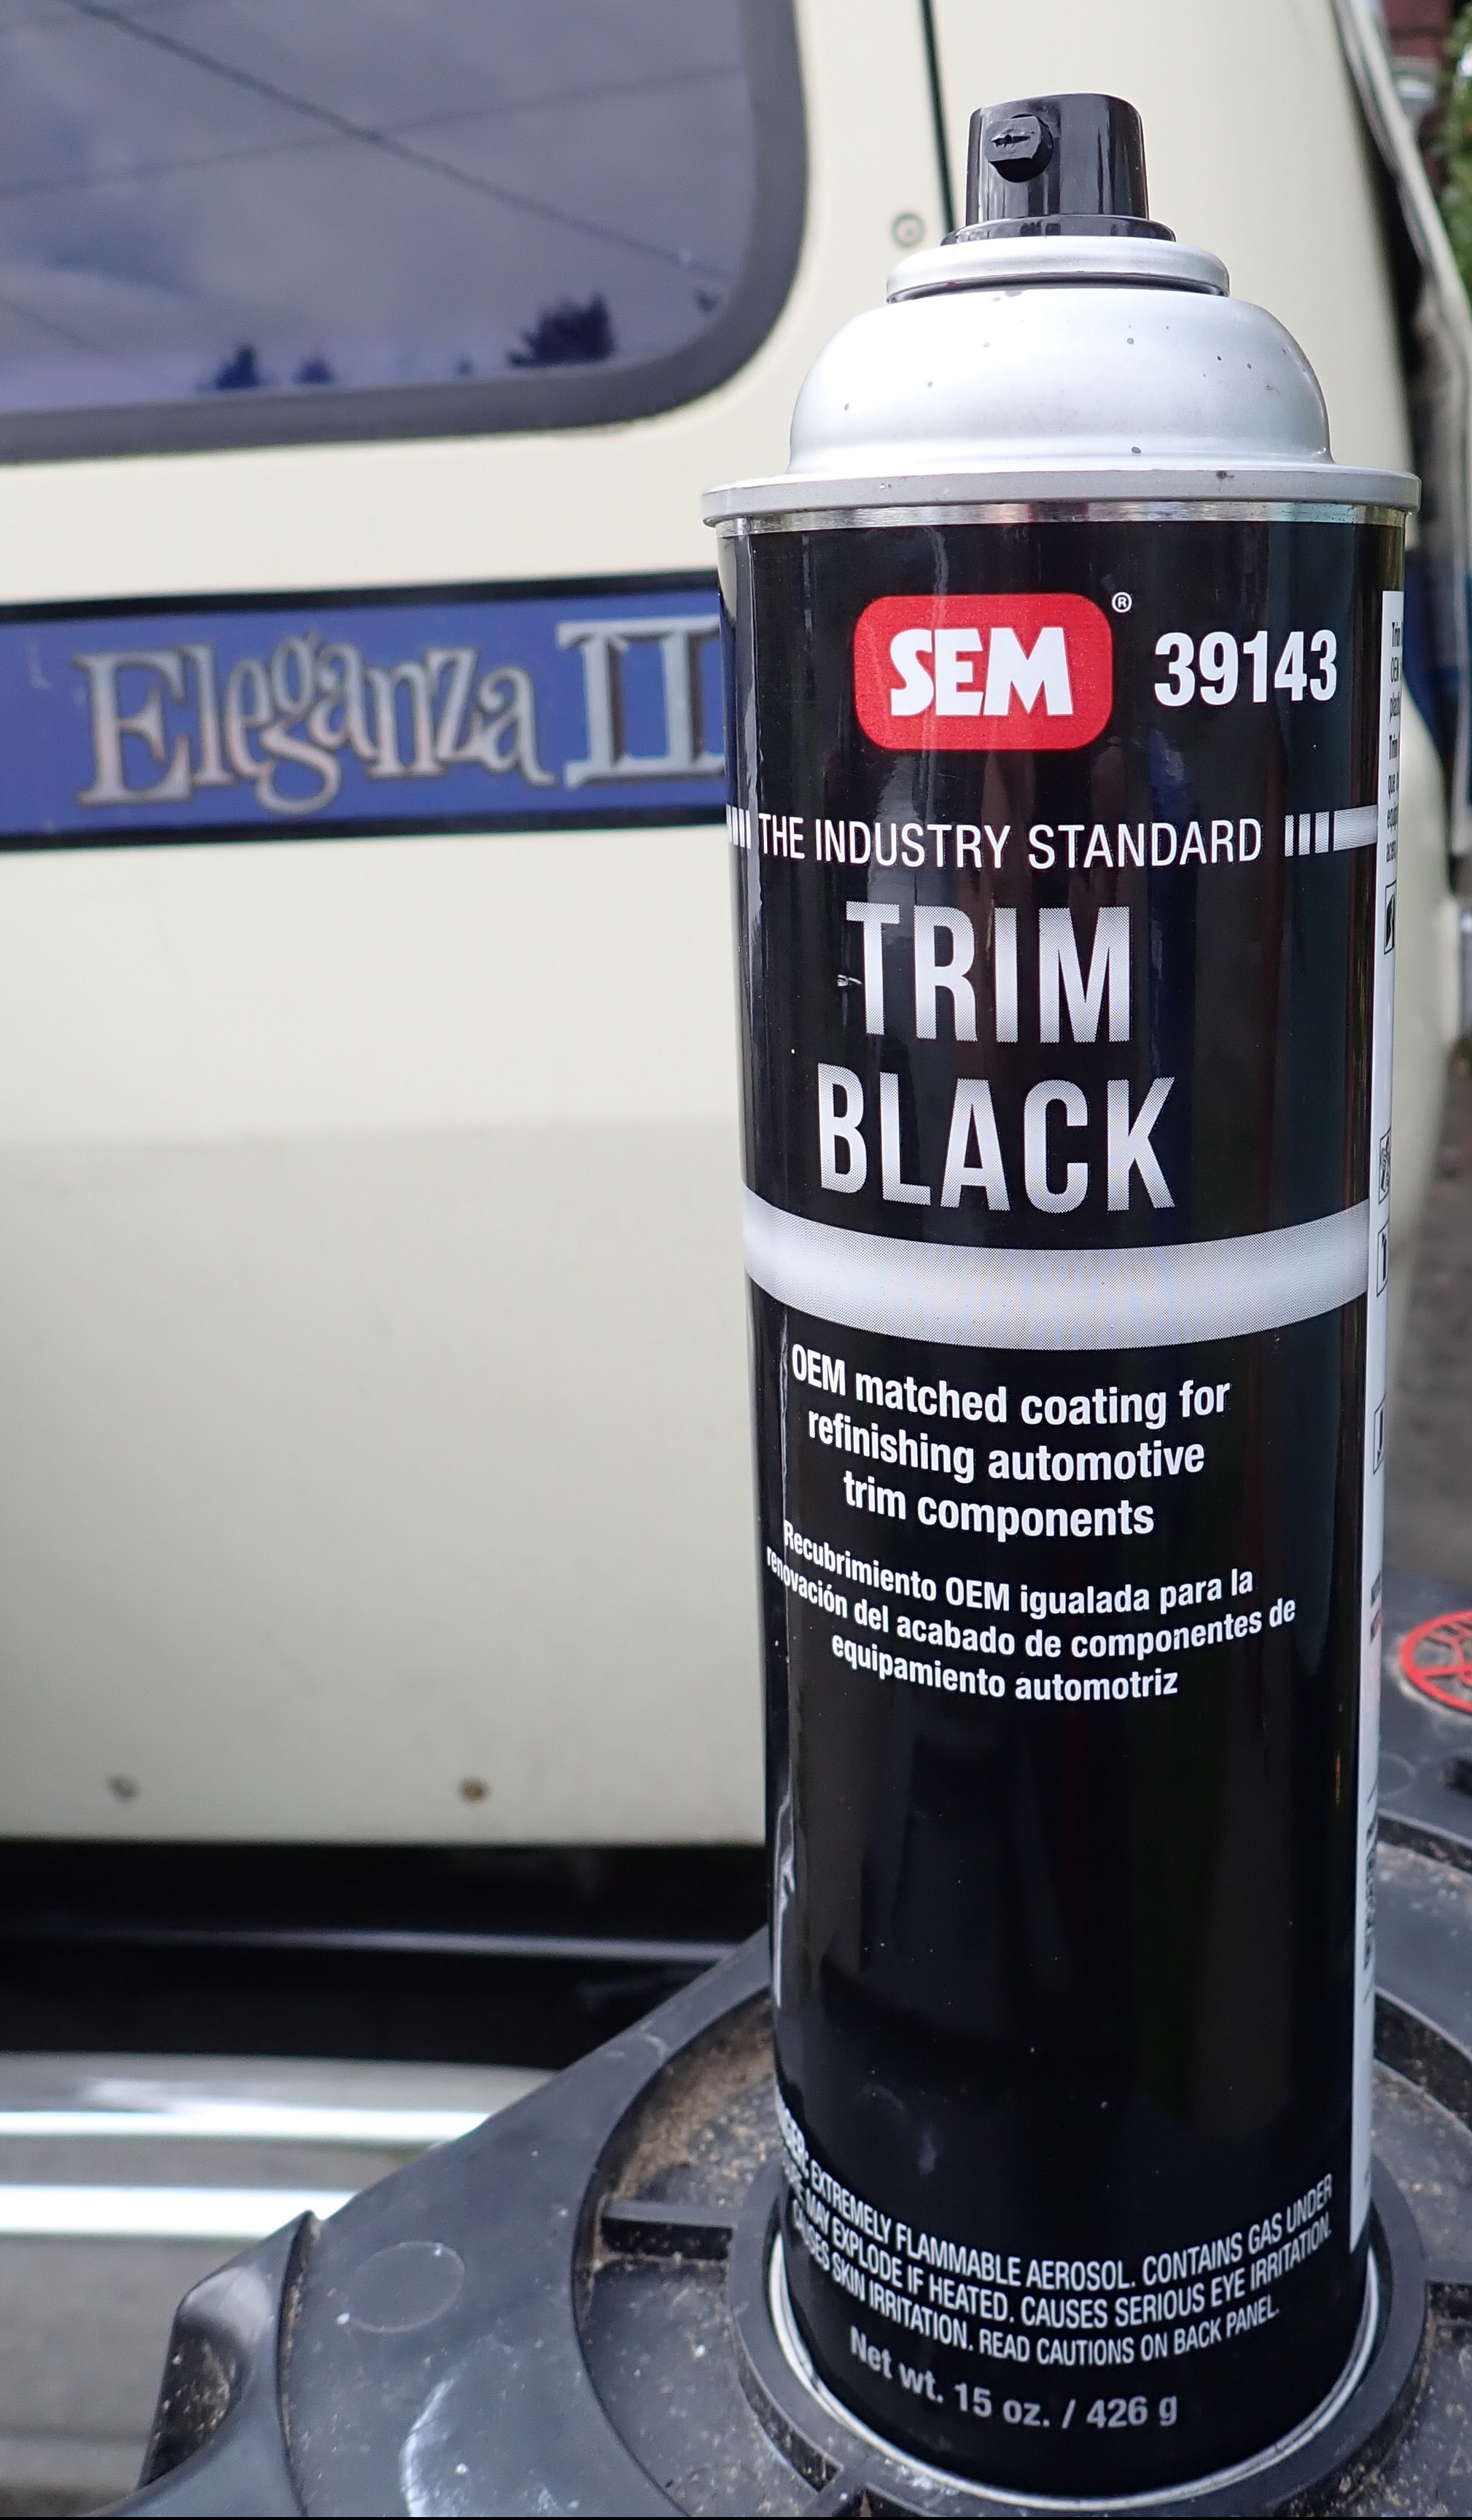 Eleganza II
SEM® 39143
THE INDUSTRY STANDARD
TRIM
BLACK
OEM matched coating for
refinishing automotive
trim components
Recubrimiento OEM igualada para la
renovación del acabado de componentes de
equipamiento automotriz
EXTREMELY FLAMMABLE AEROSOL. CONTAINS GAS UNDER
MAY EXPLODE IF HEATED. CAUSES SERIOUS EYE IRRITATION.
CAUSES SKIN IRRITATION. READ CAUTIONS ON BACK PANEL.
Net wt. 15 oz. / 426 g